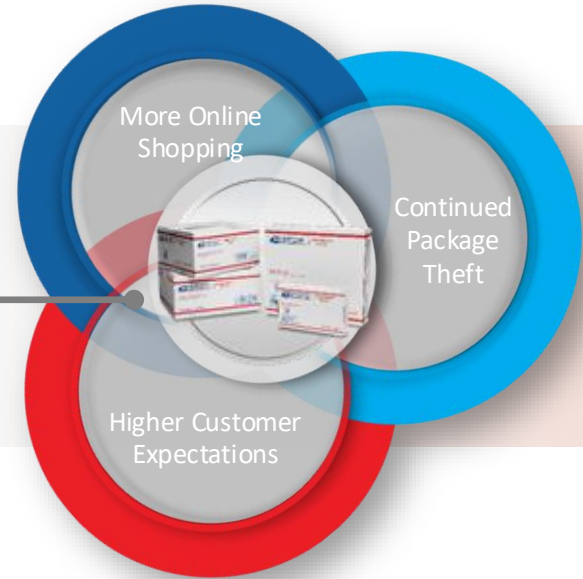 More Online
Shopping
Continued
Package
Theft
Higher Customer
Expectations